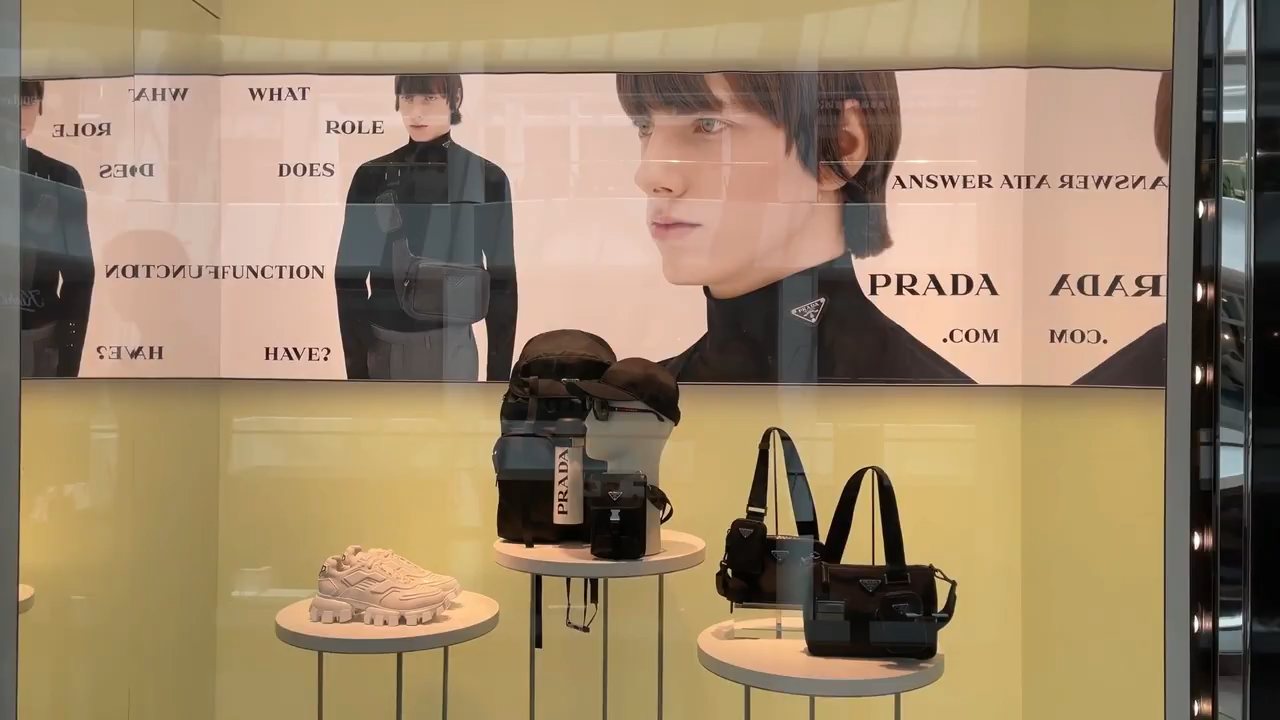 WHAT
ROLE
DOES
FUNCTION
HAVE?
ANSWER AT
PRADA
.COM
PRADA
PRADA
WHAT
ROLE
DOES
FUNCTION
HAVE?
ANSWER AT
PRADA
.COM